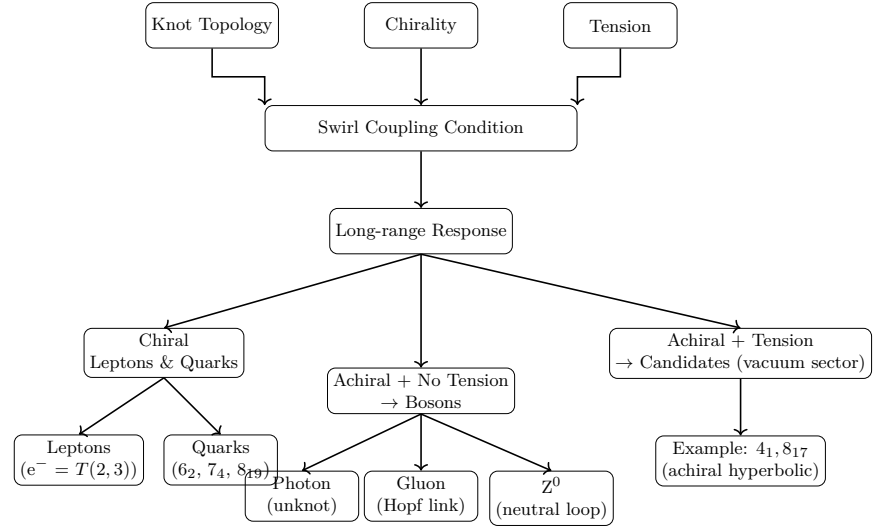 Knot Topology
Chirality
Tension
Swirl Coupling Condition
Long-range Response
Chiral
Leptons & Quarks
Achiral + No Tension
→ Bosons
Achiral + Tension
→ Candidates (vacuum sector)
Leptons
(e⁻ = T(2, 3))
Quarks
(6₂, 7₄, 8₁₉)
Photon
(unknot)
Gluon
(Hopf link)
Z⁰
(neutral loop)
Example: 4₁, 8₁₇
(achiral hyperbolic)